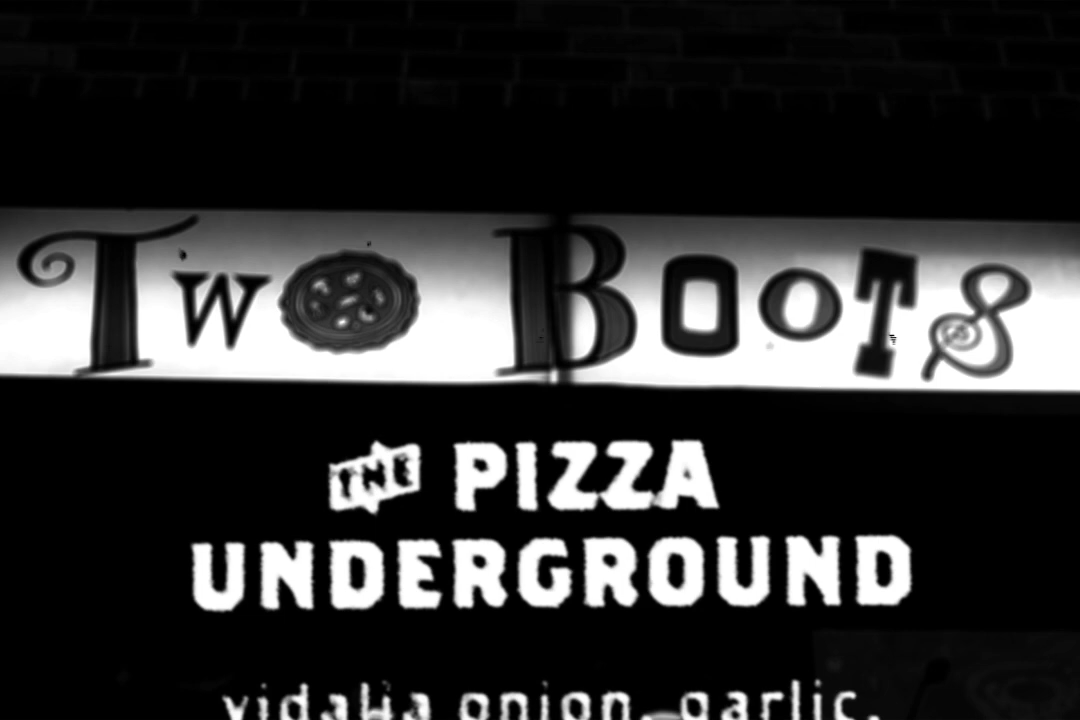 Two Boots
THE PIZZA
UNDERGROUND
vidalia onion, garlic,